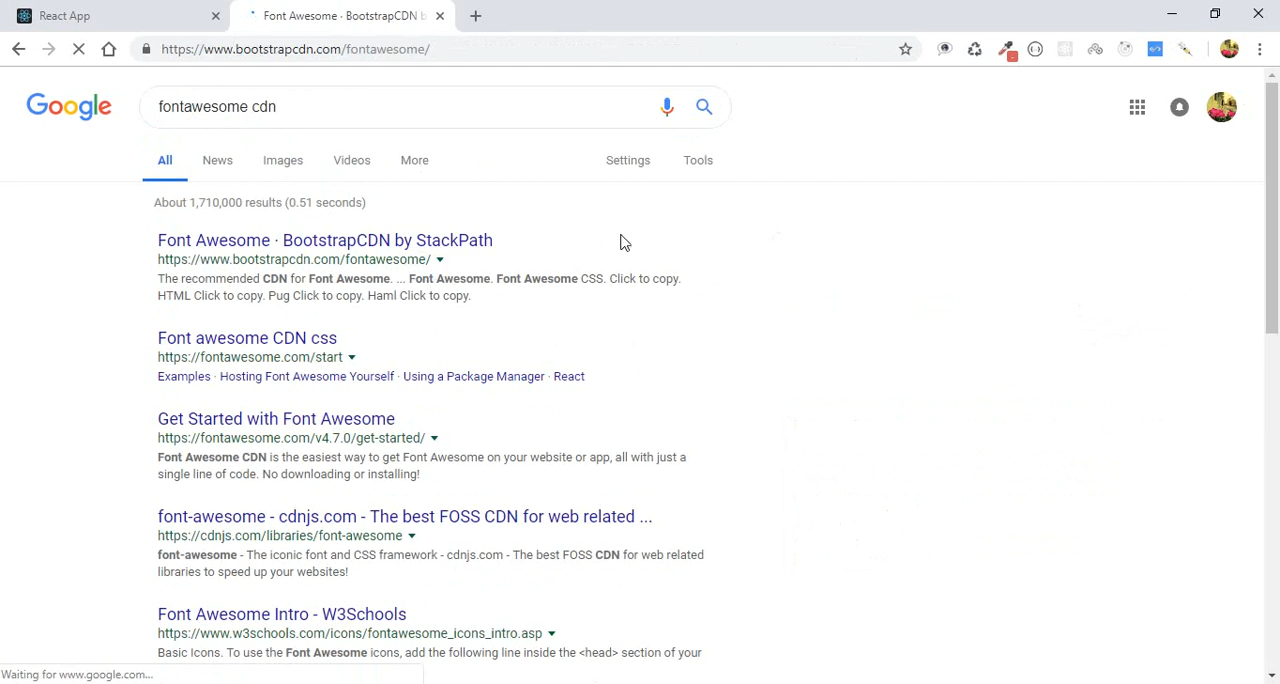 React App
Font Awesome · BootstrapCDN b
https://www.bootstrapcdn.com/fontawesome/
Google
fontawesome cdn
All
News
Images
Videos
More
Settings
Tools
About 1,710,000 results (0.51 seconds)
Font Awesome · BootstrapCDN by StackPath
https://www.bootstrapcdn.com/fontawesome/
The recommended CDN for Font Awesome. ... Font Awesome. Font Awesome CSS. Click to copy.
HTML Click to copy. Pug Click to copy. Haml Click to copy.
Font awesome CDN css
https://fontawesome.com/start
Examples · Hosting Font Awesome Yourself · Using a Package Manager · React
Get Started with Font Awesome
https://fontawesome.com/v4.7.0/get-started/
Font Awesome CDN is the easiest way to get Font Awesome on your website or app, all with just a
single line of code. No downloading or installing!
font-awesome - cdnjs.com - The best FOSS CDN for web related ...
https://cdnjs.com/libraries/font-awesome
font-awesome - The iconic font and CSS framework - cdnjs.com - The best FOSS CDN for web related
libraries to speed up your websites!
Font Awesome Intro - W3Schools
https://www.w3schools.com/icons/fontawesome_icons_intro.asp
Basic Icons. To use the Font Awesome icons, add the following line inside the <head> section of your
Waiting for www.google.com...